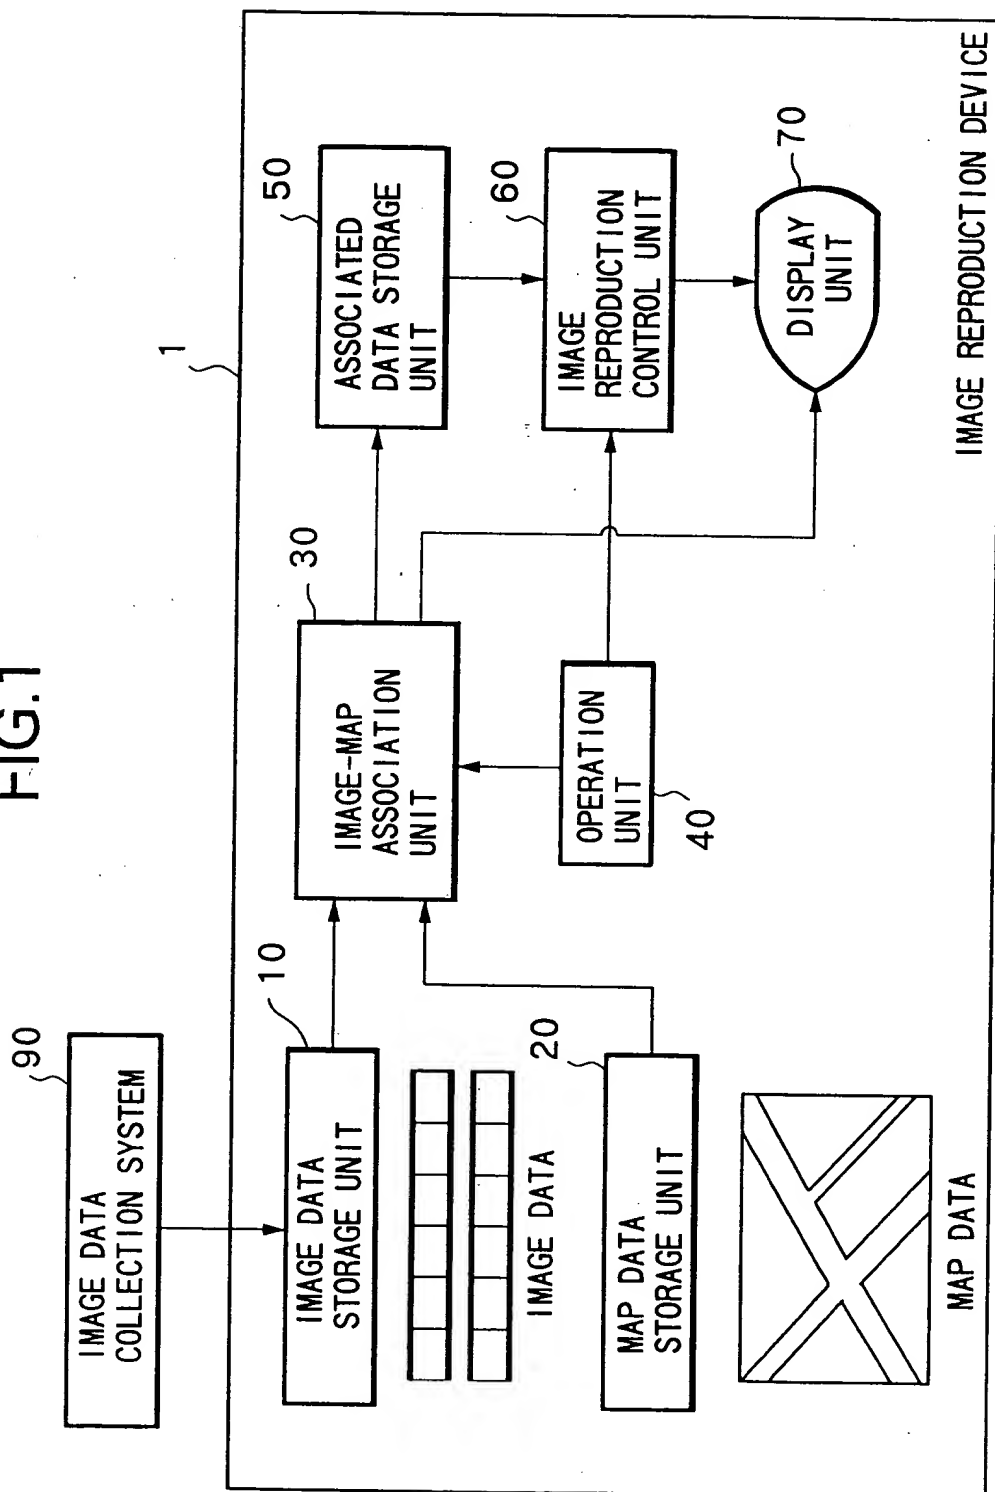 FIG.1
90
IMAGE DATA
COLLECTION SYSTEM
1
10
IMAGE DATA
STORAGE UNIT
IMAGE DATA
20
MAP DATA
STORAGE UNIT
MAP DATA
30
IMAGE-MAP
ASSOCIATION
UNIT
OPERATION
UNIT
40
50
ASSOCIATED
DATA STORAGE
UNIT
60
IMAGE
REPRODUCTION
CONTROL UNIT
70
DISPLAY
UNIT
IMAGE REPRODUCTION DEVICE